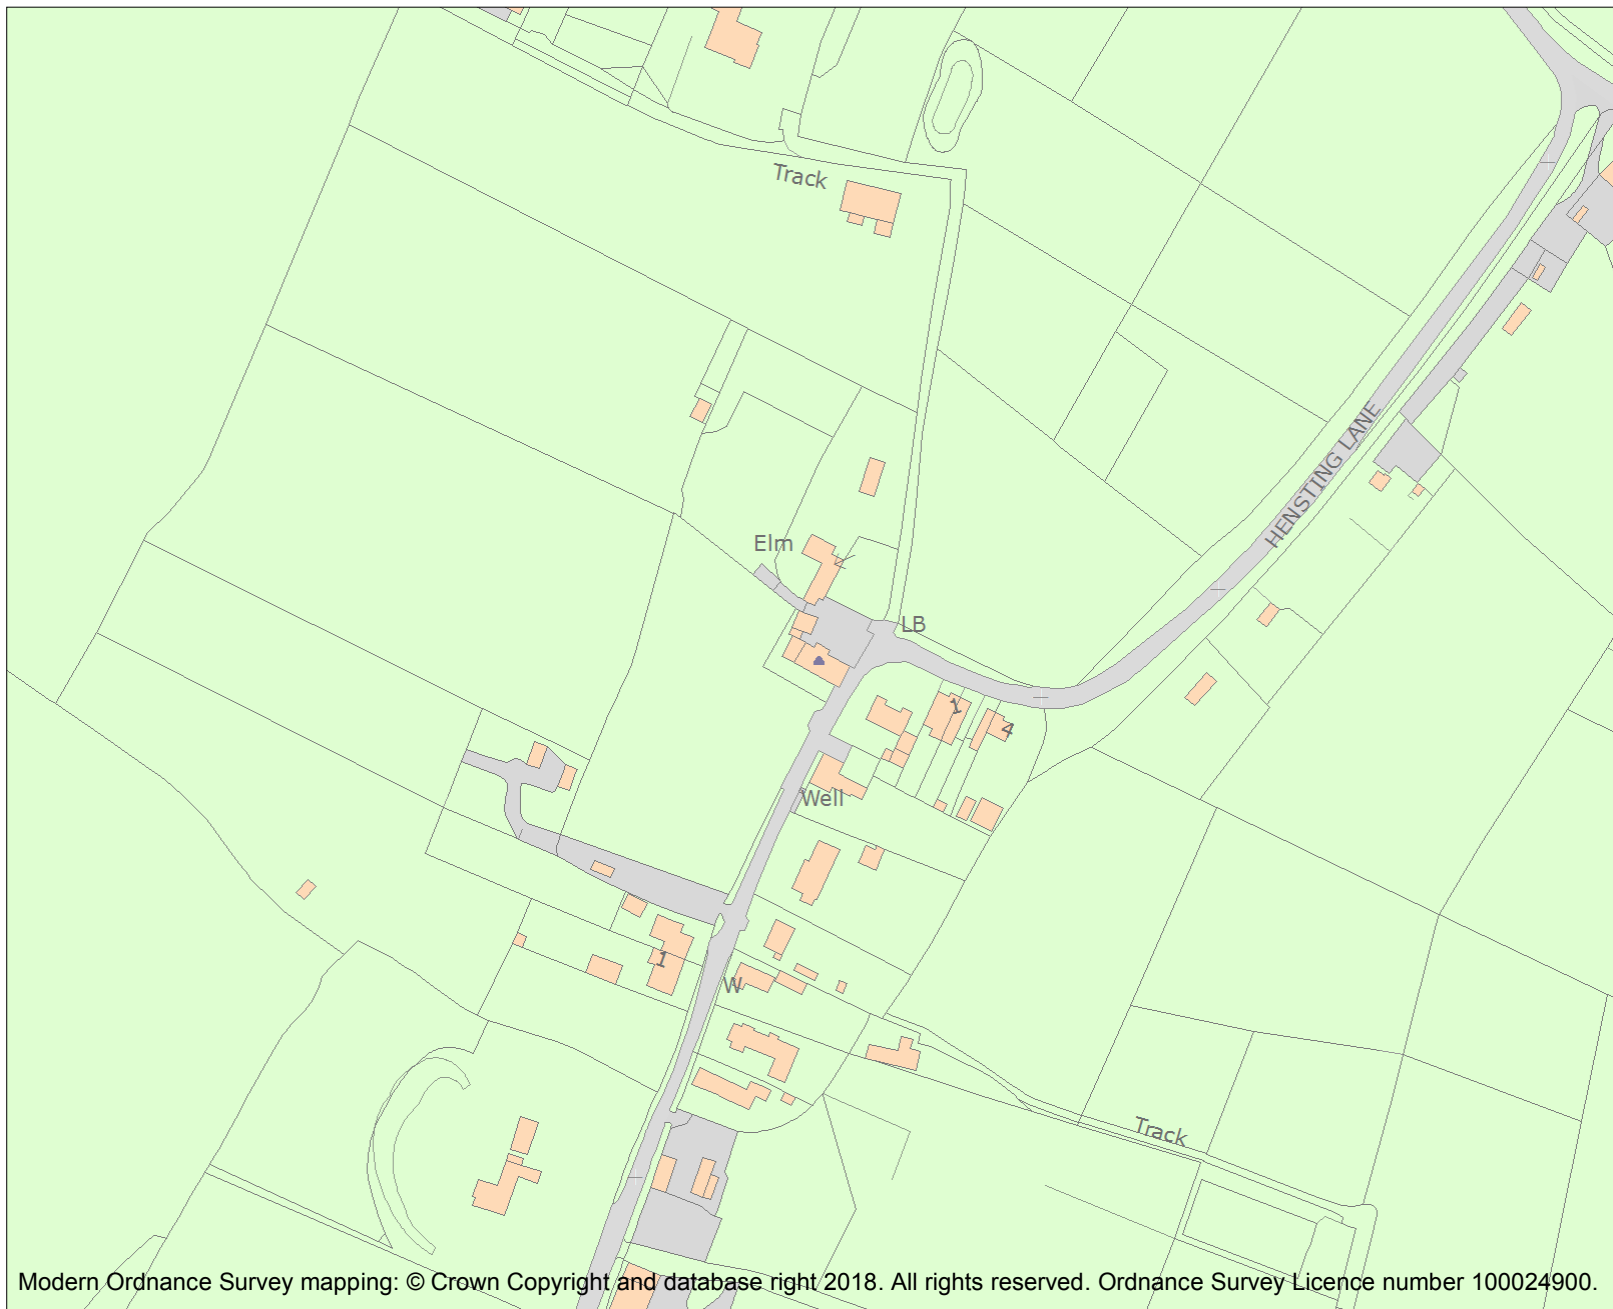 Track
HENSTING LANE
Elm
LB
1
4
Well
1
W
Track
Modern Ordnance Survey mapping: © Crown Copyright and database right 2018. All rights reserved. Ordnance Survey Licence number 100024900.